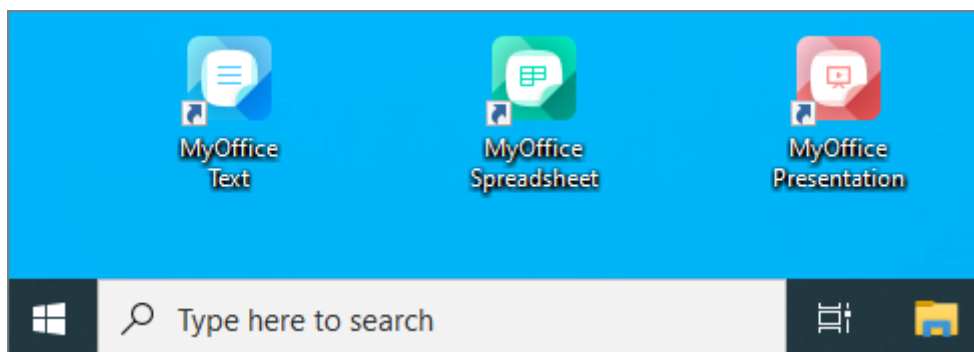 MyOffice
Text
MyOffice
Spreadsheet
MyOffice
Presentation
Type here to search